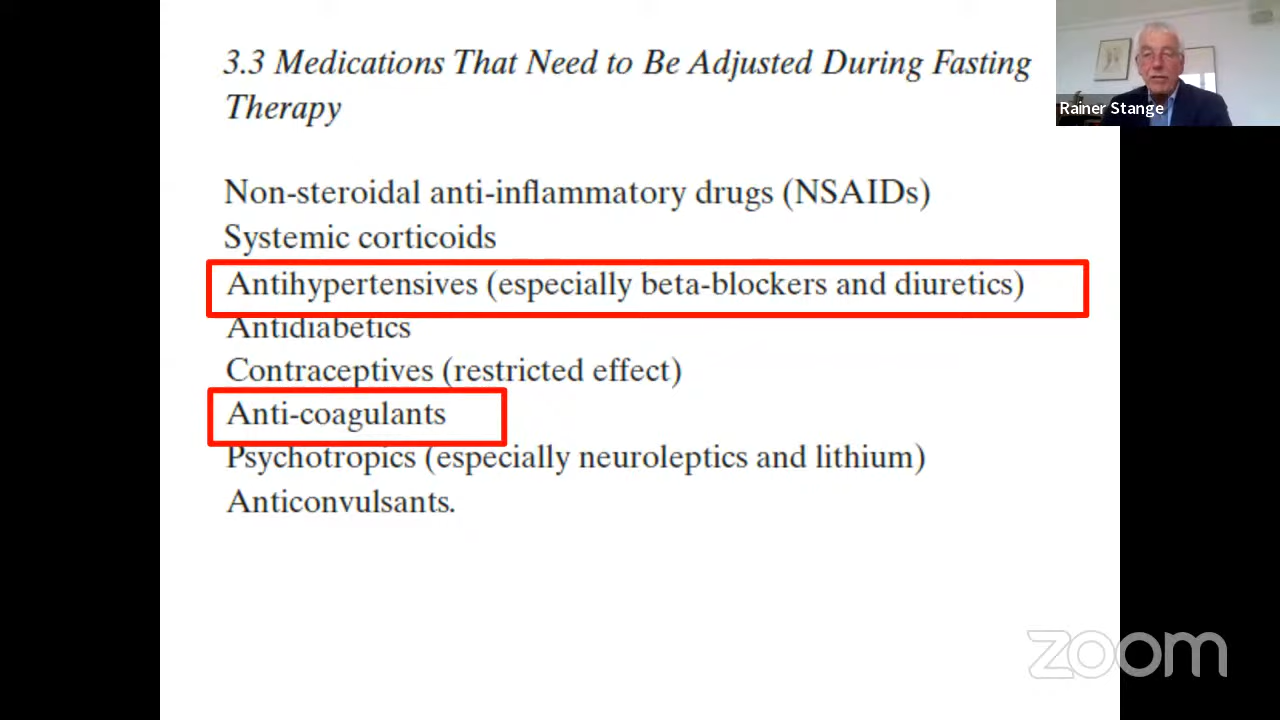 3.3 Medications That Need to Be Adjusted During Fasting
Therapy
Rainer Stange
Non-steroidal anti-inflammatory drugs (NSAIDs)
Systemic corticoids
Antihypertensives (especially beta-blockers and diuretics)
Antidiabetics
Contraceptives (restricted effect)
Anti-coagulants
Psychotropics (especially neuroleptics and lithium)
Anticonvulsants.
zoom